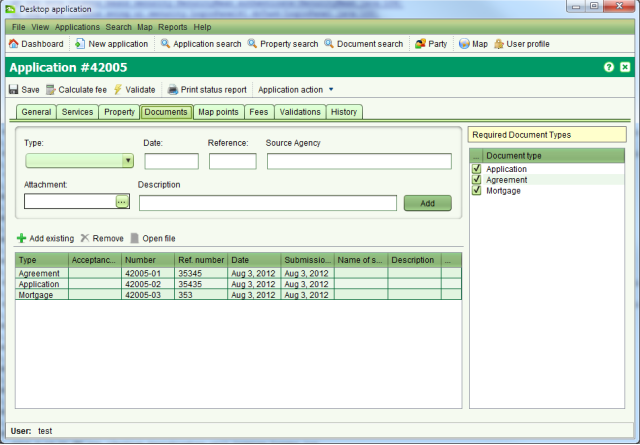 Desktop application
File View Applications Search Map Reports Help
Dashboard New application Application search Property search Document search Party Map User profile
Application #42005
Save Calculate fee Validate Print status report Application action
General Services Property Documents Map points Fees Validations History
Type: Date: Reference: Source Agency
Attachment: Description
...
Add
Add existing Remove Open file
Type Acceptanc... Number Ref. number Date Submissio... Name of s... Description ...
Agreement 42005-01 35345 Aug 3, 2012 Aug 3, 2012
Application 42005-02 35435 Aug 3, 2012 Aug 3, 2012
Mortgage 42005-03 353 Aug 3, 2012 Aug 3, 2012
Required Document Types
... Document type
Application
Agreement
Mortgage
User: test